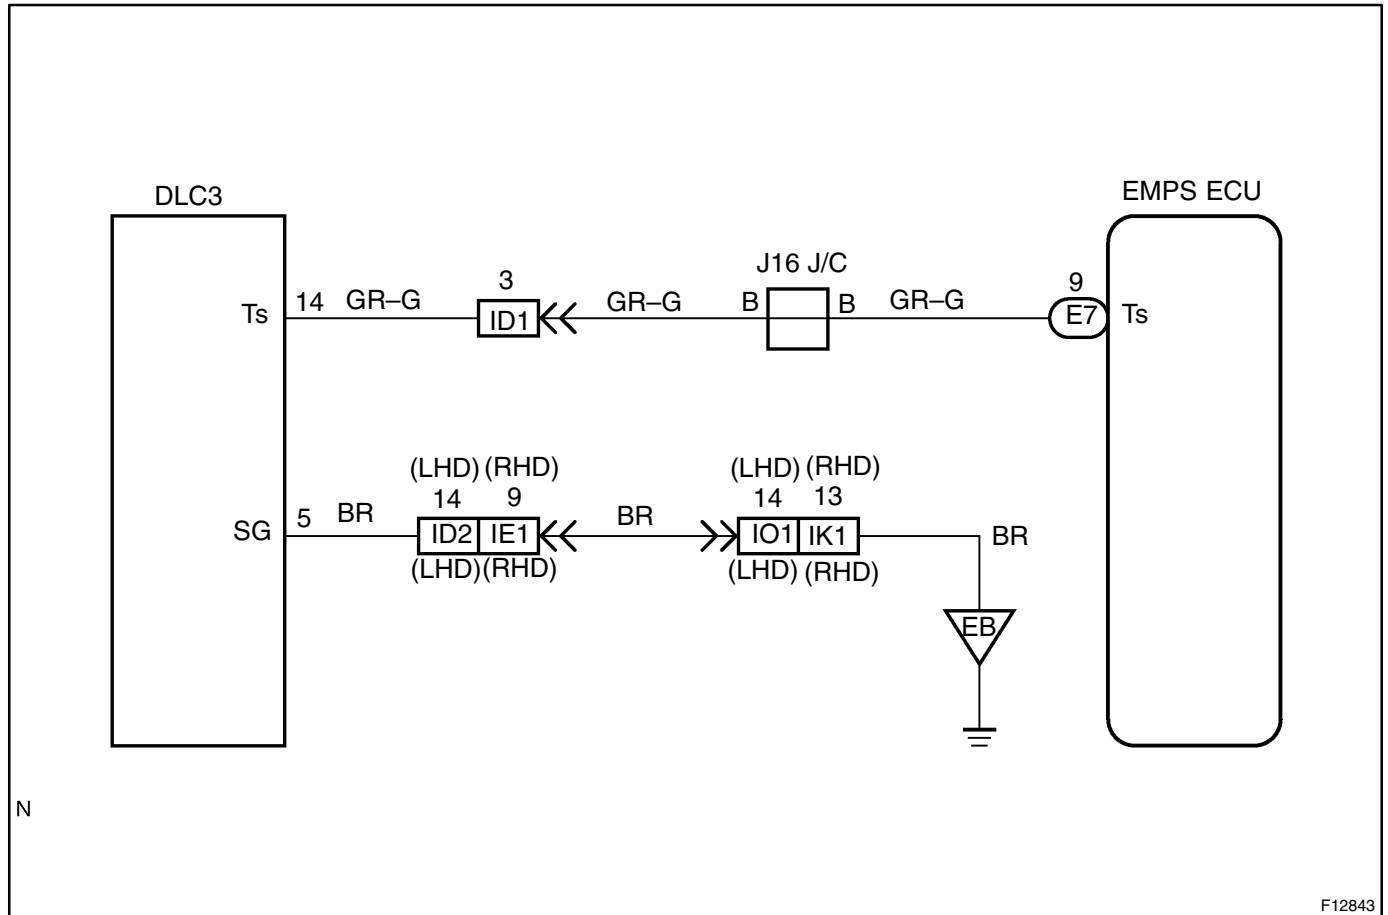 DLC3
EMPS ECU
J16 J/C
3
9
Ts 14 GR–G ID1 GR–G B B GR–G E7 Ts
(LHD) (RHD) (LHD) (RHD)
14 9 14 13
SG 5 BR ID2 IE1 BR IO1 IK1 BR
(LHD) (RHD) (LHD) (RHD)
EB
N
F12843